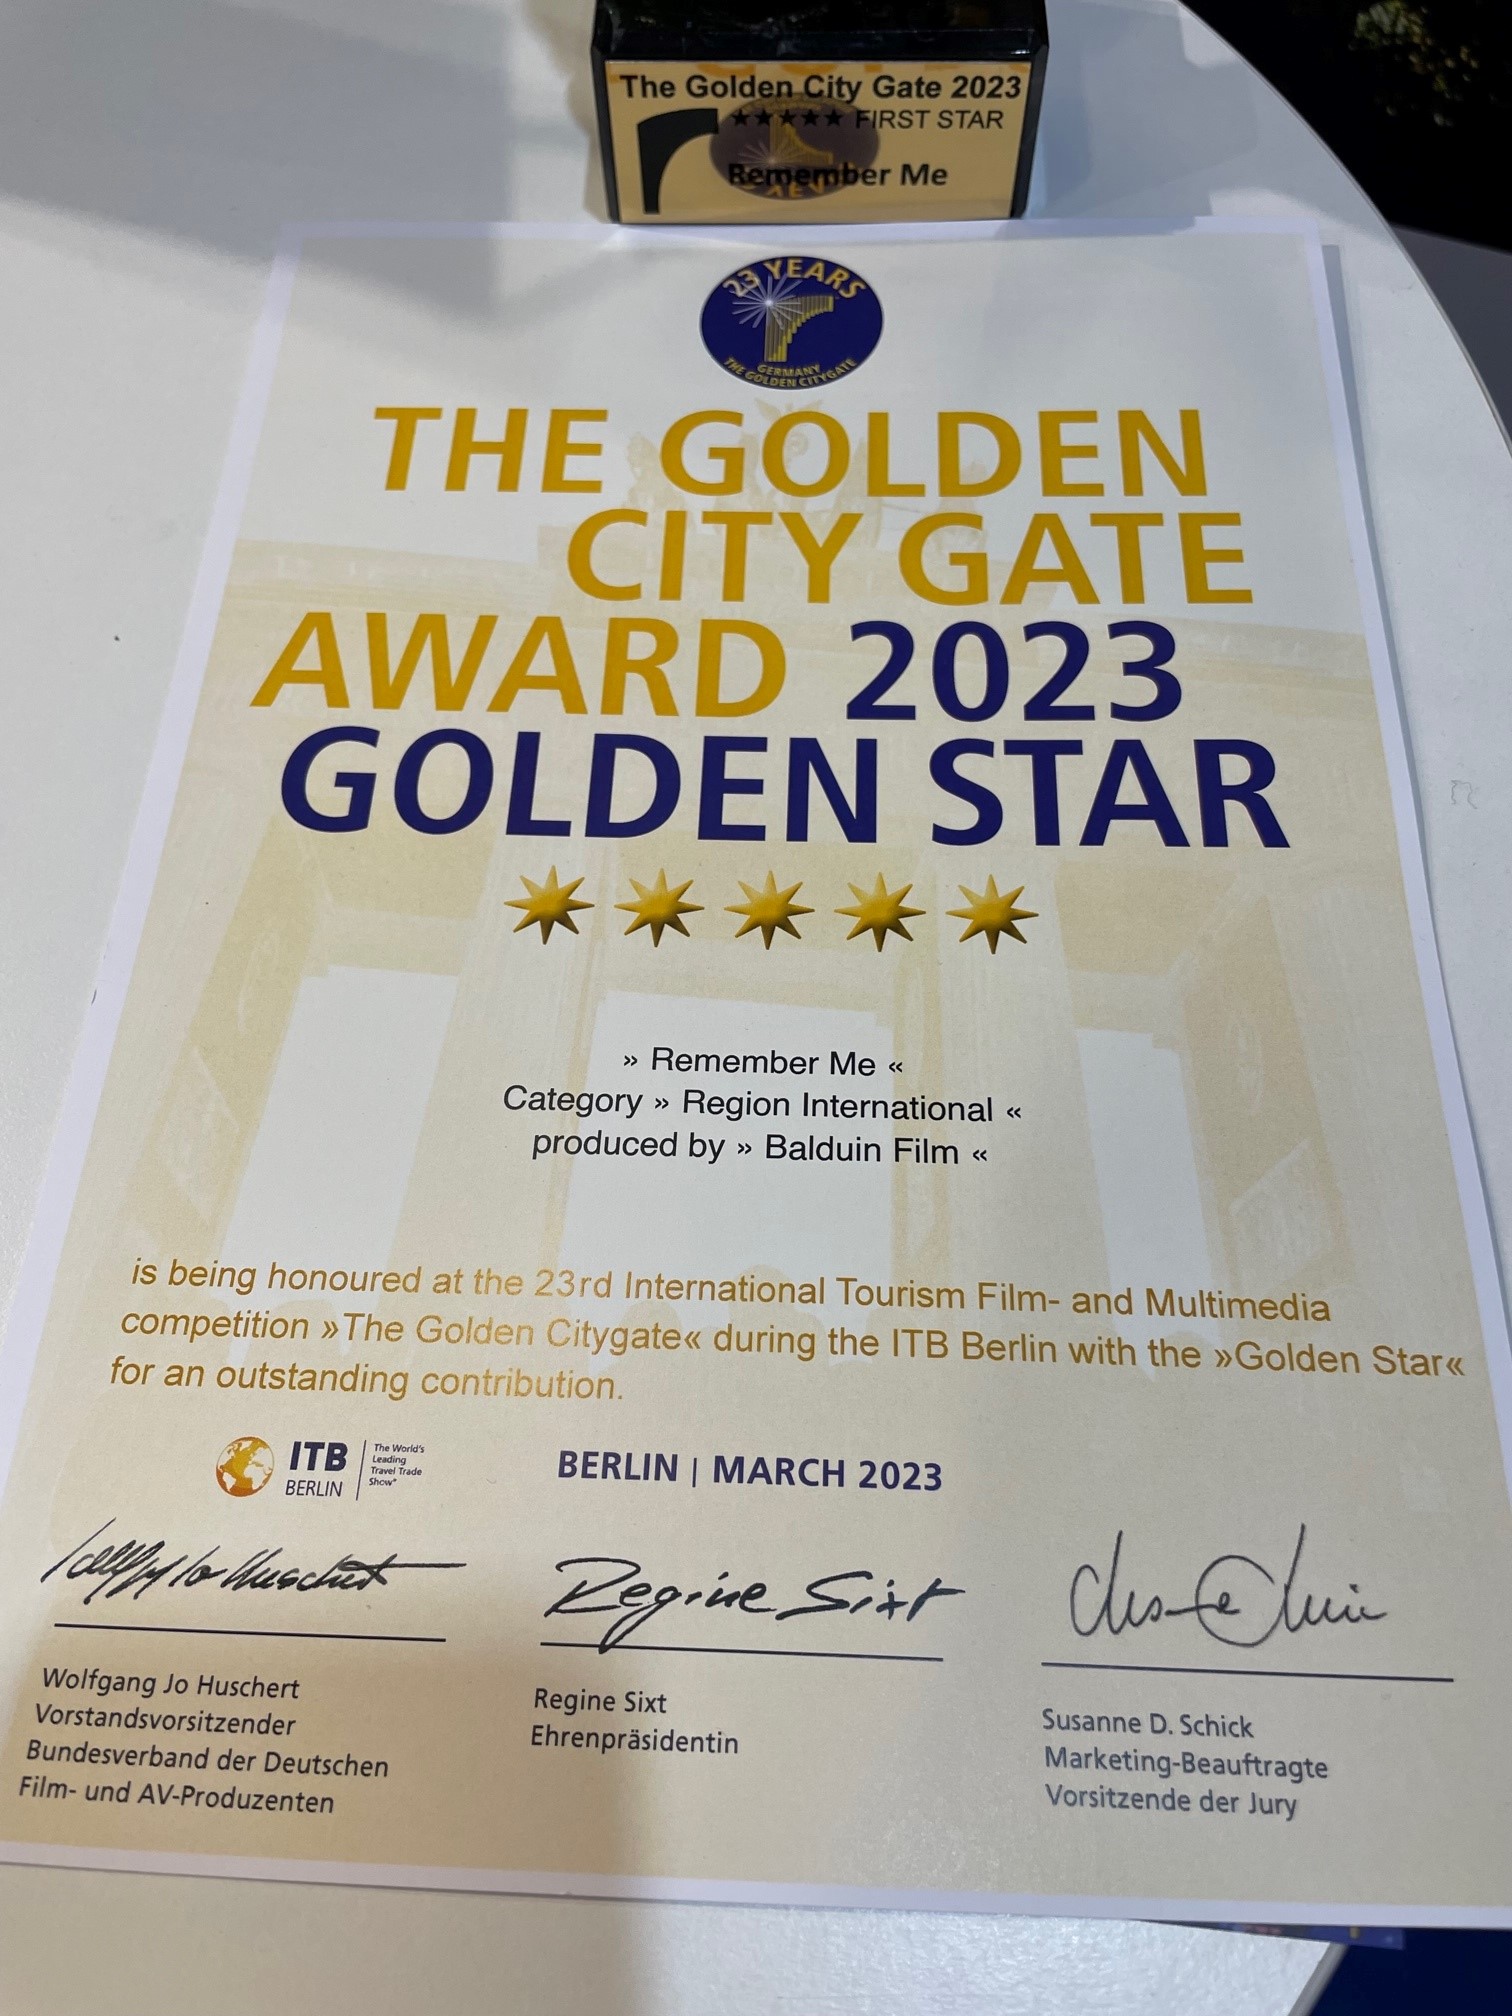 The Golden City Gate 2023
★★★★★ FIRST STAR
Remember Me
23 YEARS
GERMANY
THE GOLDEN CITYGATE
THE GOLDEN
CITY GATE
AWARD 2023
GOLDEN STAR
» Remember Me «
Category » Region International «
produced by » Balduin Film «
is being honoured at the 23rd International Tourism Film- and Multimedia
competition »The Golden Citygate« during the ITB Berlin with the »Golden Star«
for an outstanding contribution.
ITB
BERLIN
The World's
Leading
Travel Trade
Show®
BERLIN | MARCH 2023
Regine Sixt
Wolfgang Jo Huschert
Vorstandsvorsitzender
Bundesverband der Deutschen
Film- und AV-Produzenten
Regine Sixt
Ehrenpräsidentin
Susanne D. Schick
Marketing-Beauftragte
Vorsitzende der Jury